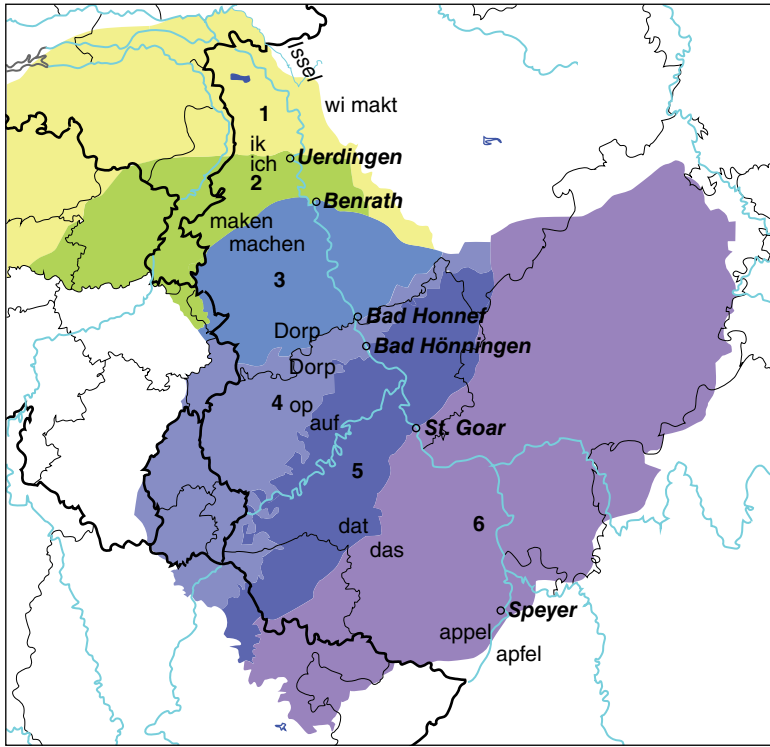 Issel
1
wi makt
ik
ich
Uerdingen
2
Benrath
maken
machen
3
Bad Honnef
Dorp
Bad Hönningen
Dorp
4 op
auf
St. Goar
5
6
dat
das
Speyer
appel
apfel